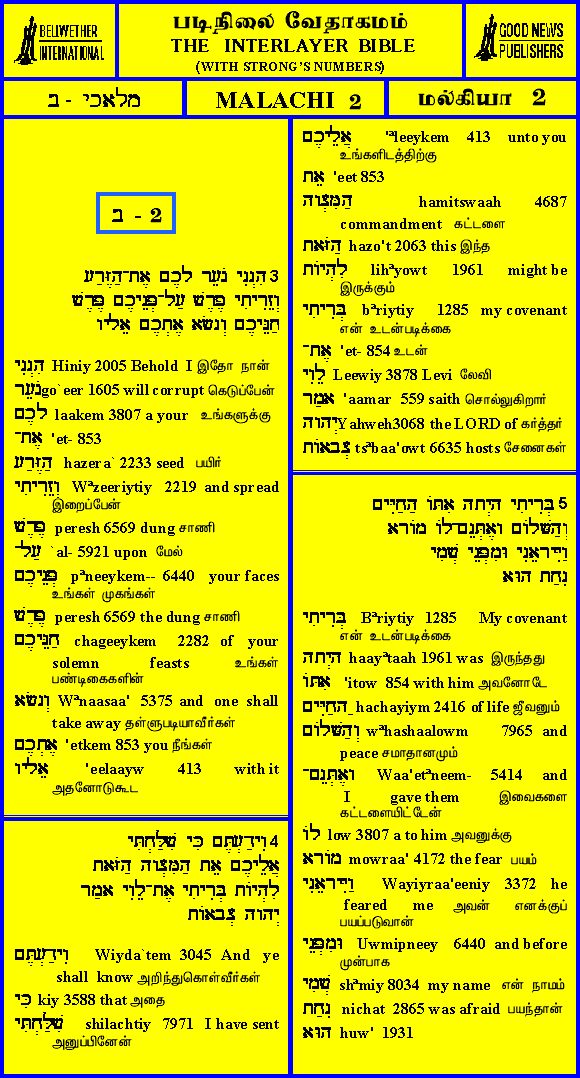 BELLWETHER
INTERNATIONAL
படிநிலை வேதாகமம்
THE INTERLAYER BIBLE
(WITH STRONG'S NUMBERS)
GOOD NEWS
PUBLISHERS
מלאכי - ב
MALACHI 2
மல்கியா 2
ב - 2
3 הִנְנִי גֹעֵר לָכֶם אֶת־הַזֶּרַע
וְזֵרִיתִי פֶרֶשׁ עַל־פְּנֵיכֶם פֶּרֶשׁ
חַגֵּיכֶם וְנָשָׂא אֶתְכֶם אֵלָיו
הִנְנִי Hiniy 2005 Behold I இதோ நான்
גֹעֵר go`eer 1605 will corrupt கெடுப்பேன்
לָכֶם laakem 3807 a your உங்களுக்கு
אֶת־ 'et- 853
הַזֶּרַע hazera` 2233 seed பயிர்
וְזֵרִיתִי Wᵃzeeriytiy 2219 and spread
இறைப்பேன்
פֶרֶשׁ peresh 6569 dung சாணி
עַל־ `al- 5921 upon மேல்
פְּנֵיכֶם pᵃneeykem-- 6440 your faces
உங்கள் முகங்கள்
פֶּרֶשׁ peresh 6569 the dung சாணி
חַגֵּיכֶם chageeykem 2282 of your
solemn feasts உங்கள்
பண்டிகைகளின்
וְנָשָׂא Wᵃnaasaa' 5375 and one shall
take away தள்ளுபடியாவீர்கள்
אֶתְכֶם 'etkem 853 you நீங்கள்
אֵלָיו 'eelaayw 413 with it
அதனோடுகூட
4 וִידַעְתֶּם כִּי שִׁלַּחְתִּי
אֲלֵיכֶם אֵת הַמִּצְוָה הַזֹּאת
לִהְיוֹת בְּרִיתִי אֶת־לֵוִי אָמַר
יְהוָה צְבָאוֹת
וִידַעְתֶּם Wiyda`tem 3045 And ye
shall know அறிந்துகொள்வீர்கள்
כִּי kiy 3588 that அதை
שִׁלַּחְתִּי shilachtiy 7971 I have sent
அனுப்பினேன்
אֲלֵיכֶם 'ᵃleeykem 413 unto you
உங்களிடத்திற்கு
אֵת 'eet 853
הַמִּצְוָה hamitswaah 4687
commandment கட்டளை
הַזֹּאת hazo't 2063 this இந்த
לִהְיוֹת lihᵃyowt 1961 might be
இருக்கும்
בְּרִיתִי bᵃriytiy 1285 my covenant
என் உடன்படிக்கை
אֶת־ 'et- 854 உடன்
לֵוִי Leewiy 3878 Levi லேவி
אָמַר 'aamar 559 saith சொல்லுகிறார்
יְהוָה Yahweh3068 the LORD of கர்த்தர்
צְבָאוֹת tsᵃbaa'owt 6635 hosts சேனைகள்
5 בְּרִיתִי הָיְתָה אִתּוֹ הַחַיִּים
וְהַשָּׁלוֹם וָאֶתְּנֵם־לוֹ מוֹרָא
וַיִּירָאֵנִי וּמִפְּנֵי שְׁמִי
נִחַת הוּא
בְּרִיתִי Bᵃriytiy 1285 My covenant
என் உடன்படிக்கை
הָיְתָה haay'taah 1961 was இருந்தது
אִתּוֹ 'itow 854 with him அவனோடே
הַחַיִּים hachayiym 2416 of life ஜீவனும்
וְהַשָּׁלוֹם wᵃhashaalowm 7965 and
peace சமாதானமும்
וָאֶתְּנֵם־ Waa'etᵃneem- 5414 and
I gave them இவைகளை
கட்டளையிட்டேன்
לוֹ low 3807 a to him அவனுக்கு
מוֹרָא mowraa' 4172 the fear பயம்
וַיִּירָאֵנִי Wayiyraa'eeniy 3372 he
feared me அவன் எனக்குப்
பயப்படுவான்
וּמִפְּנֵי Uwmipneey 6440 and before
முன்பாக
שְׁמִי shᵃmiy 8034 my name என் நாமம்
נִחַת nichat 2865 was afraid பயந்தான்
הוּא huw' 1931